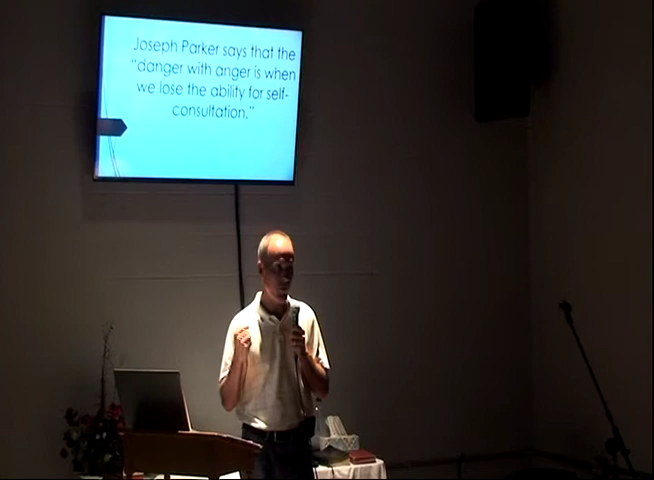 Joseph Parker says that the
“danger with anger is when
we lose the ability for self-
consultation.”